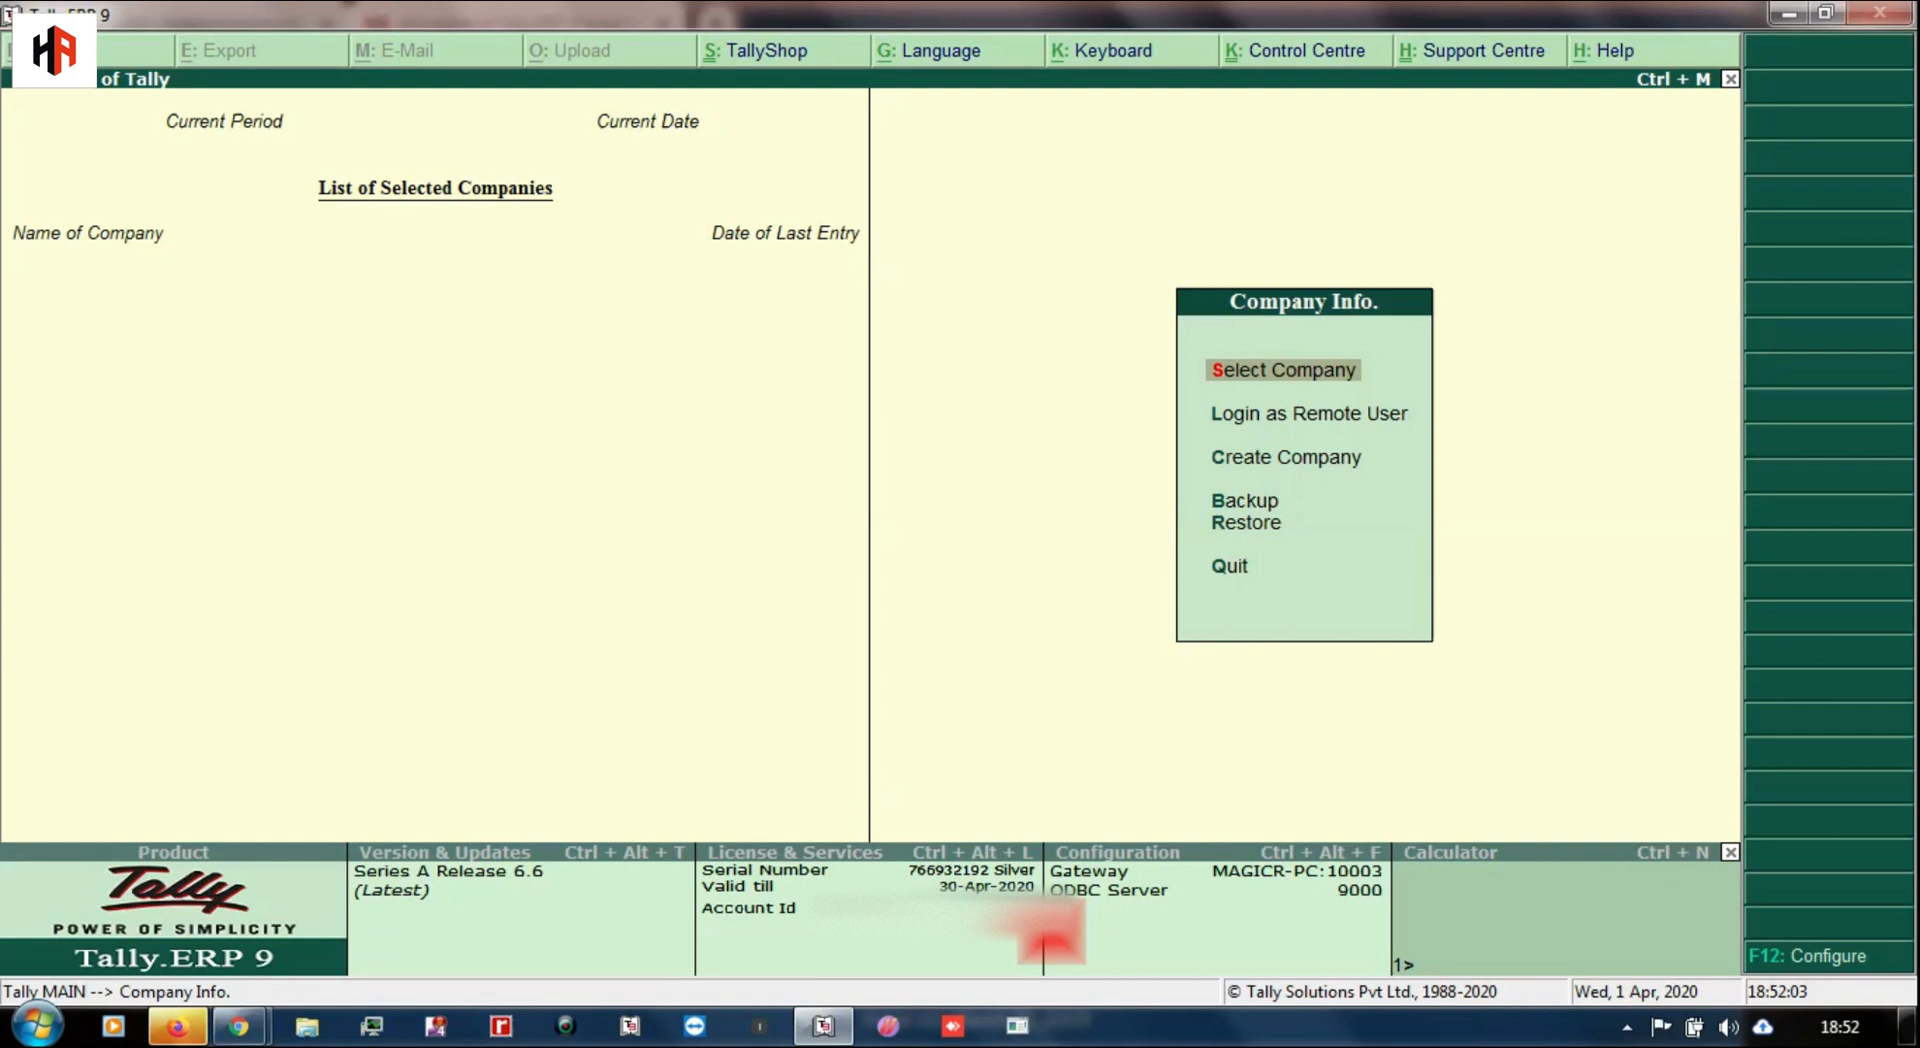 Tally.ERP 9
E: Export
M: E-Mail
O: Upload
S: TallyShop
G: Language
K: Keyboard
K: Control Centre
H: Support Centre
H: Help
of Tally
Ctrl + M
Current Period
Current Date
List of Selected Companies
Name of Company
Date of Last Entry
Company Info.
Select Company
Login as Remote User
Create Company
Backup
Restore
Quit
Product
Tally
POWER OF SIMPLICITY
Tally.ERP 9
Version & Updates Ctrl + Alt + T
Series A Release 6.6
(Latest)
License & Services Ctrl + Alt + L
Serial Number 766932192 Silver
Valid till 30-Apr-2020
Account Id
Configuration Ctrl + Alt + F
Gateway MAGICR-PC:10003
ODBC Server 9000
Calculator Ctrl + N
1>
F12: Configure
Tally MAIN --> Company Info.
© Tally Solutions Pvt Ltd., 1988-2020
Wed, 1 Apr, 2020
18:52:03
18:52